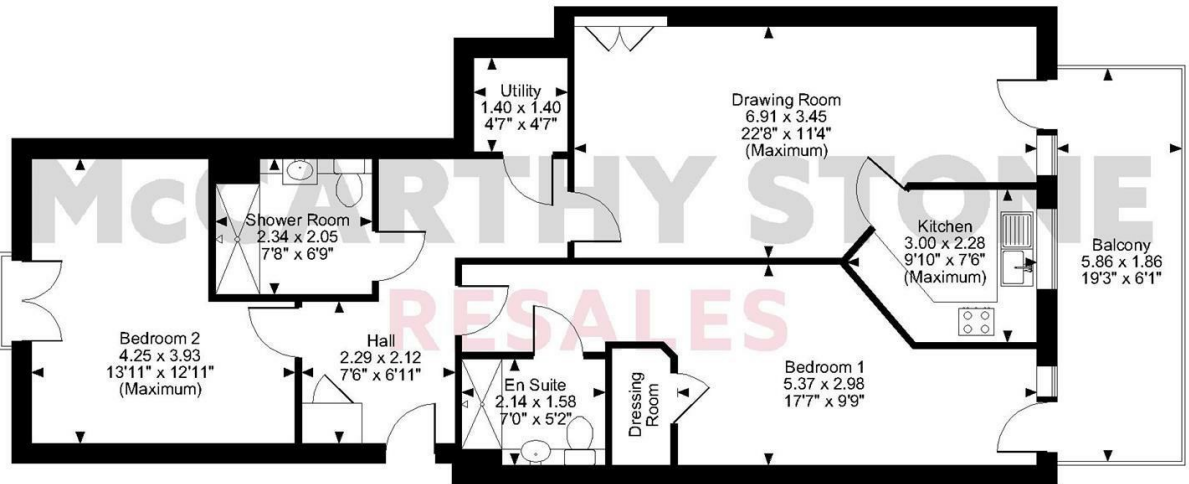 Utility
1.40 x 1.40
4'7" x 4'7"
Drawing Room
6.91 x 3.45
22'8" x 11'4"
(Maximum)
McCARTHY STONE
RESALES
Shower Room
2.34 x 2.05
7'8" x 6'9"
Kitchen
3.00 x 2.28
9'10" x 7'6"
(Maximum)
Balcony
5.86 x 1.86
19'3" x 6'1"
Bedroom 2
4.25 x 3.93
13'11" x 12'11"
(Maximum)
Hall
2.29 x 2.12
7'6" x 6'11"
En Suite
2.14 x 1.58
7'0" x 5'2"
Dressing
Room
Bedroom 1
5.37 x 2.98
17'7" x 9'9"